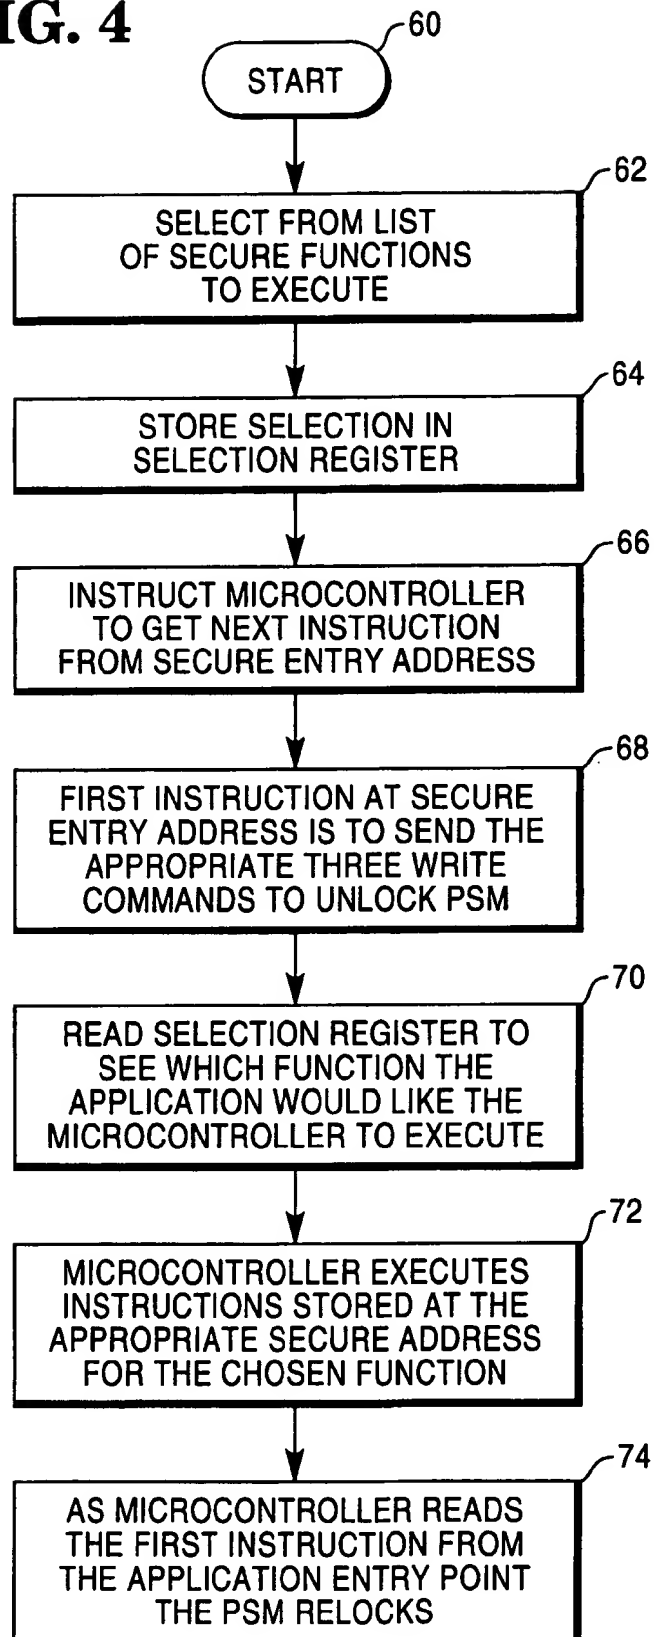 IG. 4
60
START
62
SELECT FROM LIST
OF SECURE FUNCTIONS
TO EXECUTE
64
STORE SELECTION IN
SELECTION REGISTER
66
INSTRUCT MICROCONTROLLER
TO GET NEXT INSTRUCTION
FROM SECURE ENTRY ADDRESS
68
FIRST INSTRUCTION AT SECURE
ENTRY ADDRESS IS TO SEND THE
APPROPRIATE THREE WRITE
COMMANDS TO UNLOCK PSM
70
READ SELECTION REGISTER TO
SEE WHICH FUNCTION THE
APPLICATION WOULD LIKE THE
MICROCONTROLLER TO EXECUTE
72
MICROCONTROLLER EXECUTES
INSTRUCTIONS STORED AT THE
APPROPRIATE SECURE ADDRESS
FOR THE CHOSEN FUNCTION
74
AS MICROCONTROLLER READS
THE FIRST INSTRUCTION FROM
THE APPLICATION ENTRY POINT
THE PSM RELOCKS